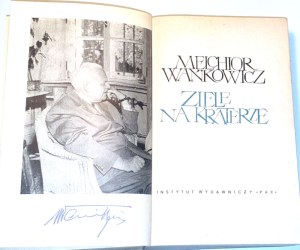 MELCHIOR
WAŃKOWICZ
ZIELE
NA KRATERZE
INSTYTUT WYDAWNICZY «PAX»